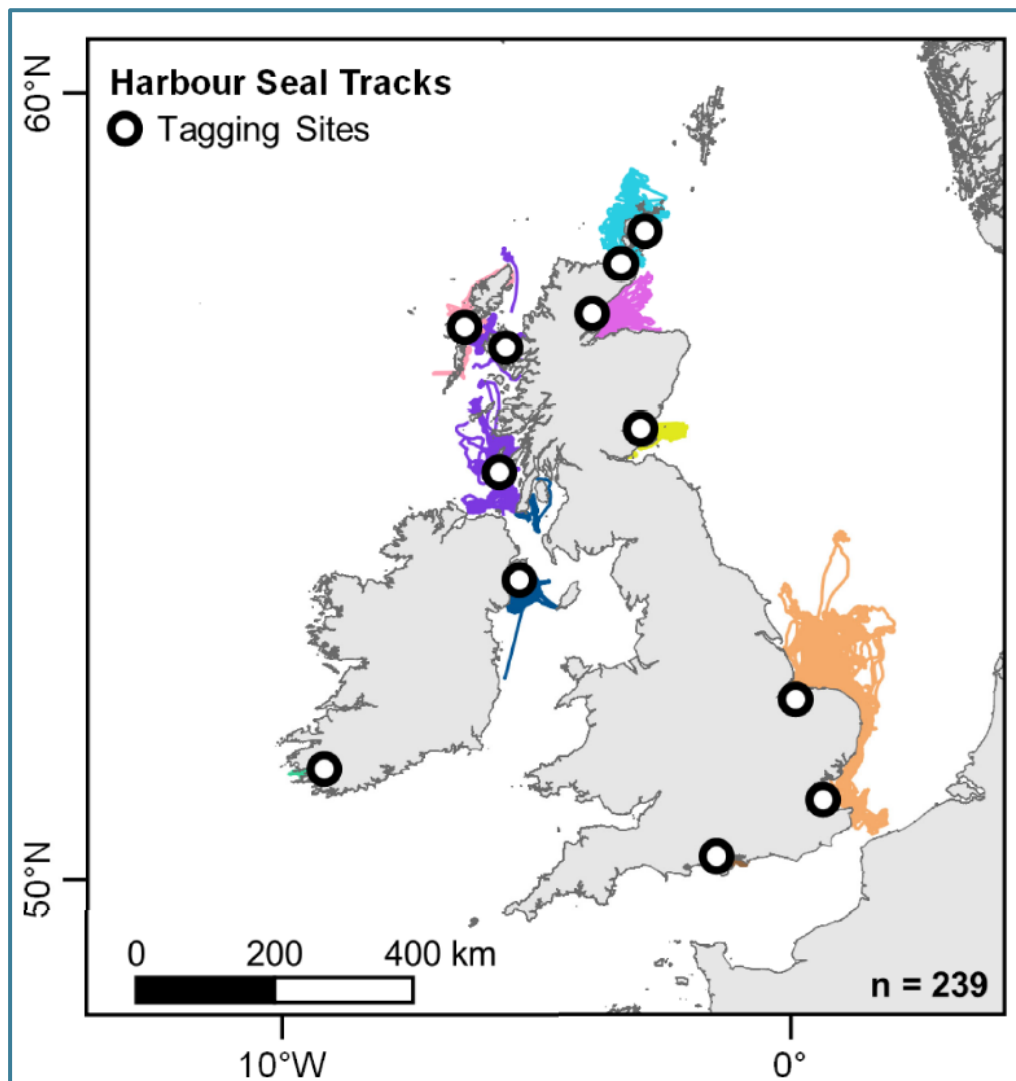 Harbour Seal Tracks
Tagging Sites
60°N
50°N
0 200 400 km
n = 239
10°W 0°